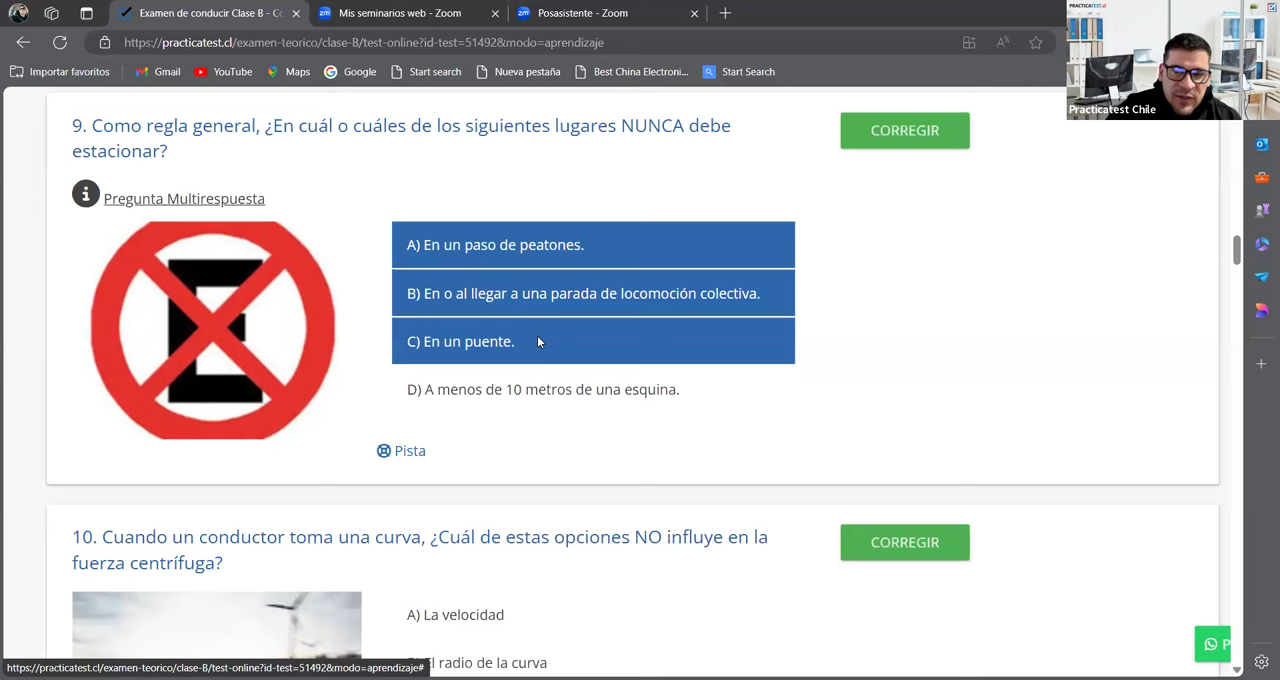 Examen de conducir Clase B - Co
Mis seminarios web - Zoom
Posasistente - Zoom
https://practicatest.cl/examen-teorico/clase-B/test-online?id-test=51492&modo=aprendizaje
Importar favoritos
Gmail
YouTube
Maps
Google
Start search
Nueva pestaña
Best China Electroni...
Start Search
PRACTICATEST.cl
Practicatest Chile
9. Como regla general, ¿En cuál o cuáles de los siguientes lugares NUNCA debe
estacionar?
CORREGIR
Pregunta Multirespuesta
E
A) En un paso de peatones.
B) En o al llegar a una parada de locomoción colectiva.
C) En un puente.
D) A menos de 10 metros de una esquina.
Pista
10. Cuando un conductor toma una curva, ¿Cuál de estas opciones NO influye en la
fuerza centrífuga?
CORREGIR
A) La velocidad
El radio de la curva
P
https://practicatest.cl/examen-teorico/clase-B/test-online?id-test=51492&modo=aprendizaje#